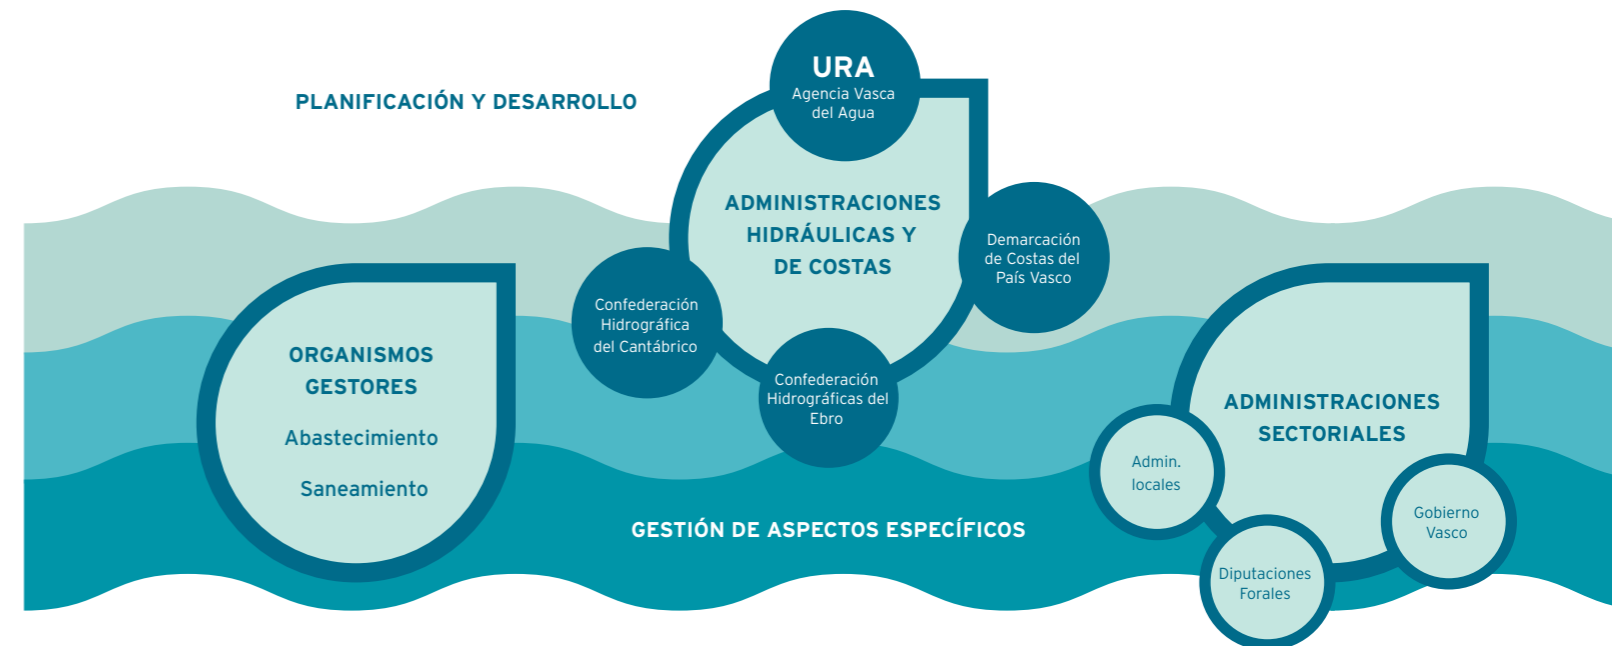 PLANIFICACIÓN Y DESARROLLO
URA
Agencia Vasca
del Agua
ADMINISTRACIONES
HIDRÁULICAS Y
DE COSTAS
Demarcación
de Costas del
País Vasco
Confederación
Hidrográfica
del Cantábrico
Confederación
Hidrográficas del
Ebro
ORGANISMOS
GESTORES
Abastecimiento
Saneamiento
ADMINISTRACIONES
SECTORIALES
Admin.
locales
Diputaciones
Forales
Gobierno
Vasco
GESTIÓN DE ASPECTOS ESPECÍFICOS